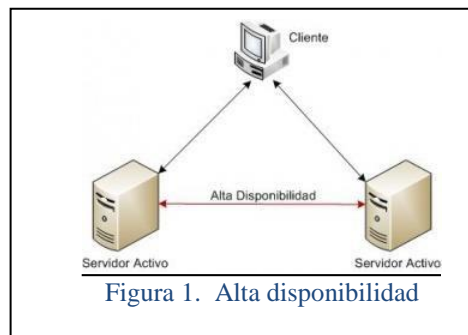 Cliente
Alta Disponibilidad
Servidor Activo
Servidor Activo
Figura 1. Alta disponibilidad